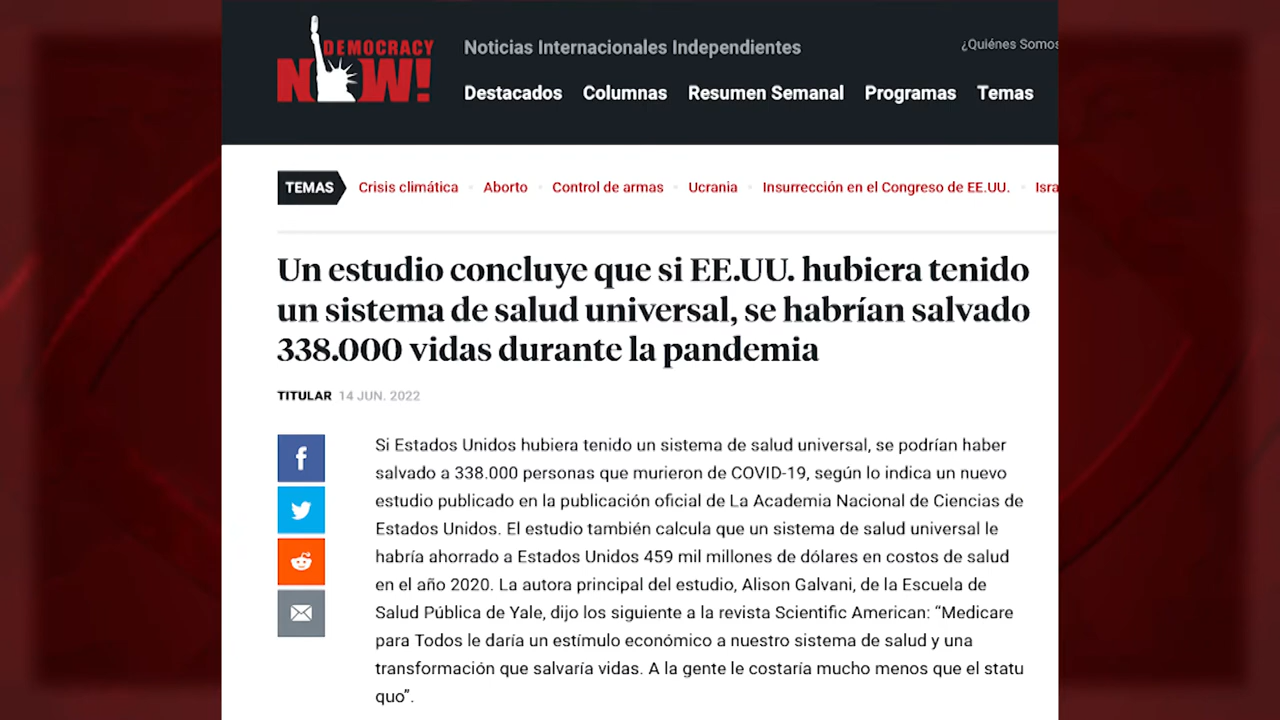 DEMOCRACY
NOW!
Noticias Internacionales Independientes
¿Quiénes Somos
Destacados Columnas Resumen Semanal Programas Temas
TEMAS Crisis climática Aborto Control de armas Ucrania Insurrección en el Congreso de EE.UU. Isra
Un estudio concluye que si EE.UU. hubiera tenido
un sistema de salud universal, se habrían salvado
338.000 vidas durante la pandemia
TITULAR 14 JUN. 2022
Si Estados Unidos hubiera tenido un sistema de salud universal, se podrían haber
salvado a 338.000 personas que murieron de COVID-19, según lo indica un nuevo
estudio publicado en la publicación oficial de La Academia Nacional de Ciencias de
Estados Unidos. El estudio también calcula que un sistema de salud universal le
habría ahorrado a Estados Unidos 459 mil millones de dólares en costos de salud
en el año 2020. La autora principal del estudio, Alison Galvani, de la Escuela de
Salud Pública de Yale, dijo los siguiente a la revista Scientific American: “Medicare
para Todos le daría un estímulo económico a nuestro sistema de salud y una
transformación que salvaría vidas. A la gente le costaría mucho menos que el statu
quo”.